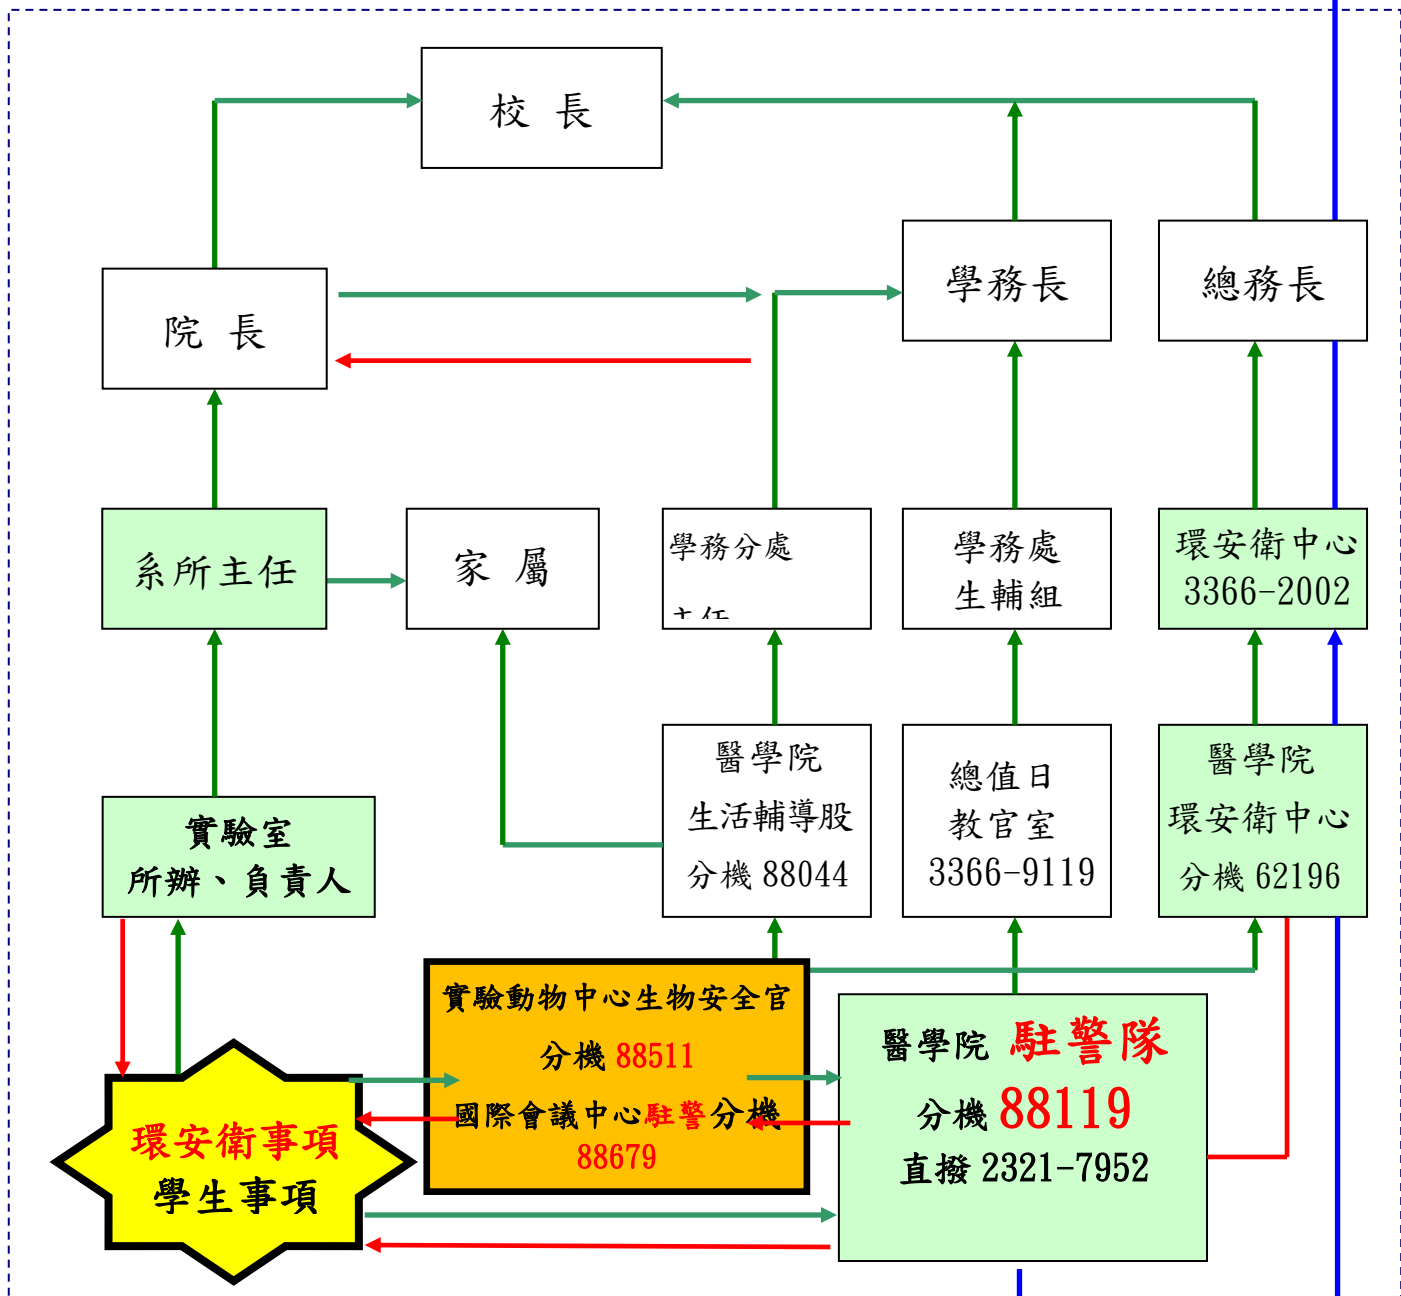 校 長
院 長
學務長
總務長
系所主任
家 屬
學務分處
主任
學務處
生輔組
環安衛中心
3366-2002
實驗室
所辦、負責人
醫學院
生活輔導股
分機 88044
總值日
教官室
3366-9119
醫學院
環安衛中心
分機 62196
實驗動物中心生物安全官
分機 88511
國際會議中心駐警分機
88679
醫學院 駐警隊
分機 88119
直撥 2321-7952
環安衛事項
學生事項